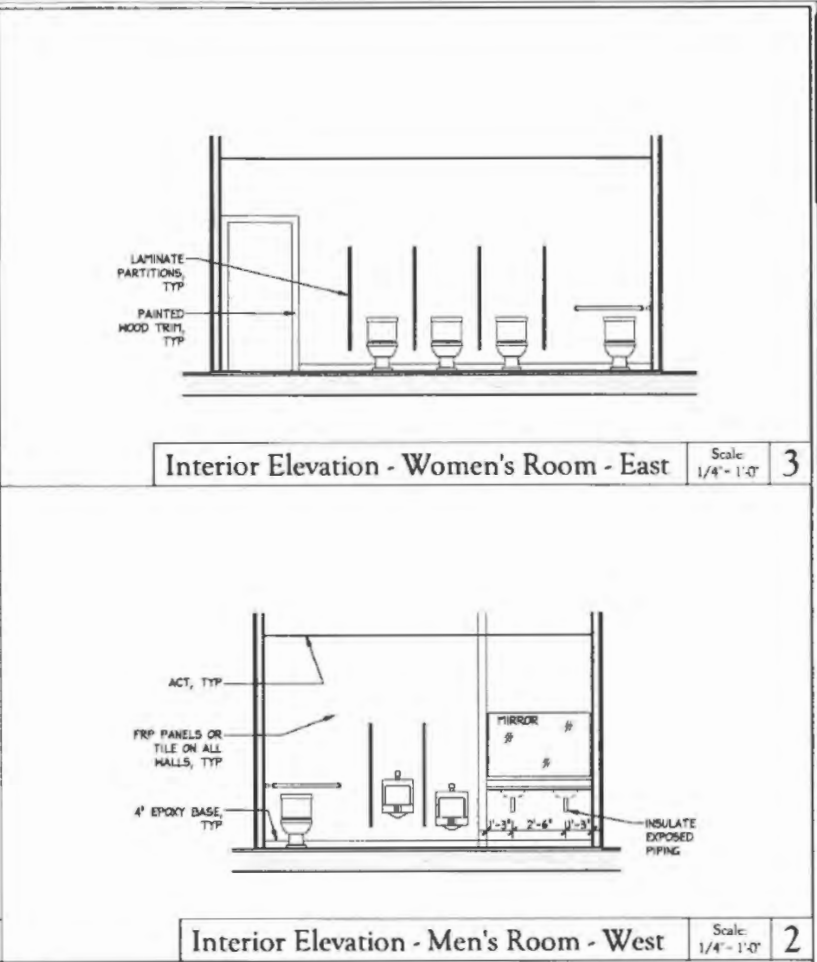 LAMINATE
PARTITIONS,
TYP
PAINTED
WOOD TRIM,
TYP
Interior Elevation - Women's Room - East
Scale:
1/4"- 1'-0"
3
ACT, TYP
FRP PANELS OR
TILE ON ALL
WALLS, TYP
4" EPOXY BASE,
TYP
MIRROR
1'-3" 2'-6" 1'-3"
INSULATE
EXPOSED
PIPING
Interior Elevation - Men's Room - West
Scale:
1/4"- 1'-0"
2